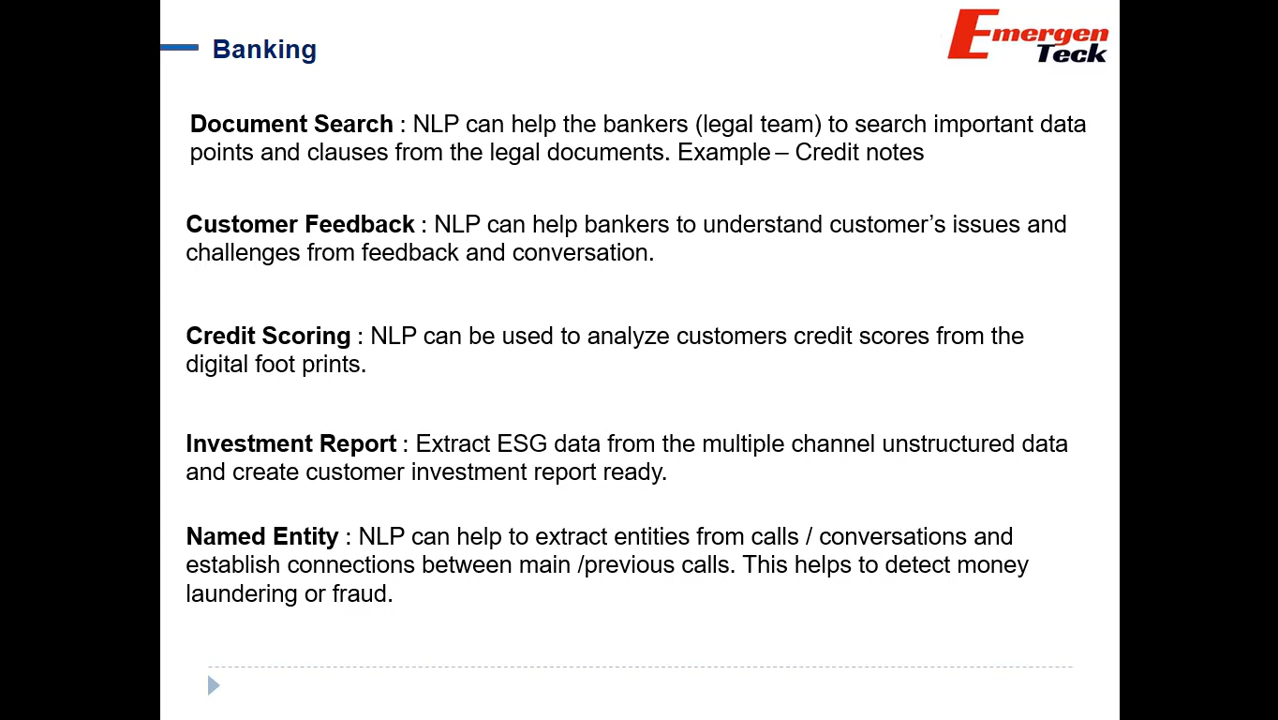 Banking
Emergen
Teck
Document Search : NLP can help the bankers (legal team) to search important data
points and clauses from the legal documents. Example – Credit notes
Customer Feedback : NLP can help bankers to understand customer’s issues and
challenges from feedback and conversation.
Credit Scoring : NLP can be used to analyze customers credit scores from the
digital foot prints.
Investment Report : Extract ESG data from the multiple channel unstructured data
and create customer investment report ready.
Named Entity : NLP can help to extract entities from calls / conversations and
establish connections between main /previous calls. This helps to detect money
laundering or fraud.